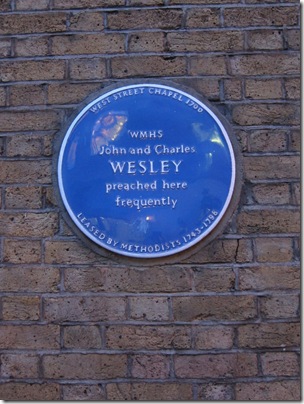 WEST STREET CHAPEL 1700
WMHS
John and Charles
WESLEY
preached here
frequently
LEASED BY METHODISTS 1743-1798